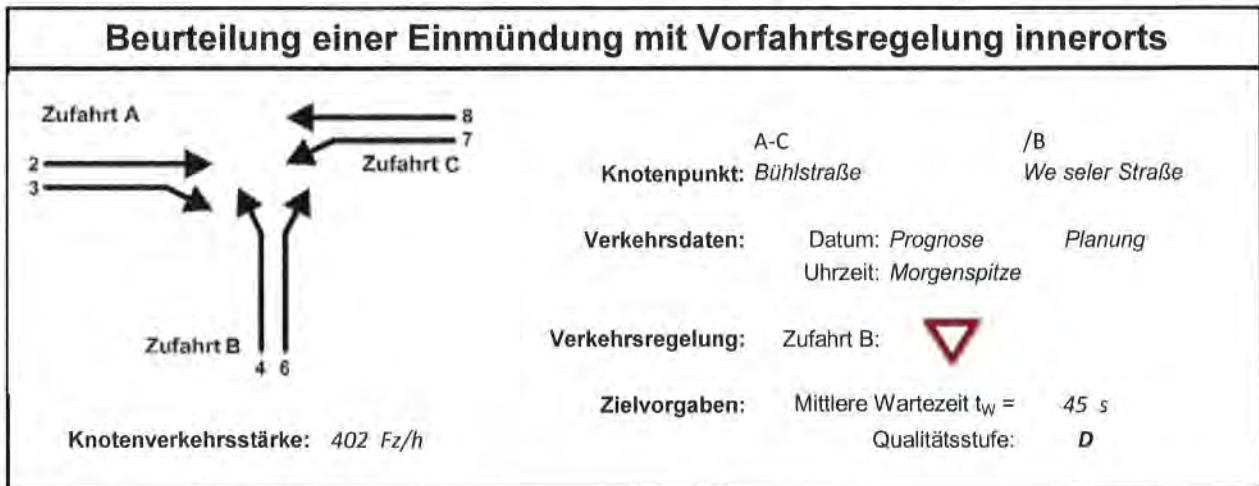 Beurteilung einer Einmündung mit Vorfahrtsregelung innerorts
Zufahrt A
8
7
2
Zufahrt C
3
Zufahrt B
4 6
Knotenverkehrsstärke: 402 Fz/h
A-C /B
Knotenpunkt: Bühlstraße We seler Straße
Verkehrsdaten: Datum: Prognose Planung
Uhrzeit: Morgenspitze
Verkehrsregelung: Zufahrt B:
Zielvorgaben: Mittlere Wartezeit tW = 45 s
Qualitätsstufe: D